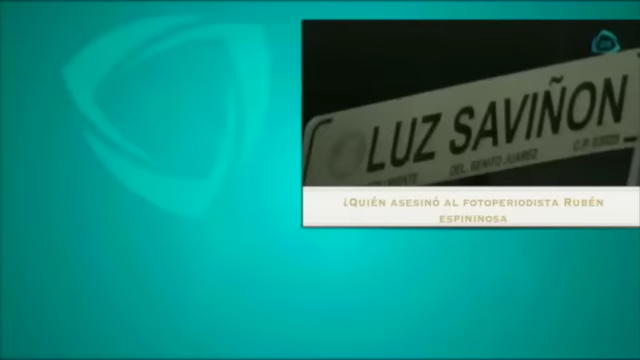 LUZ SAVIÑON
DEL. BENITO JUAREZ
¿Quién asesinó al fotoperiodista Rubén
espininosa